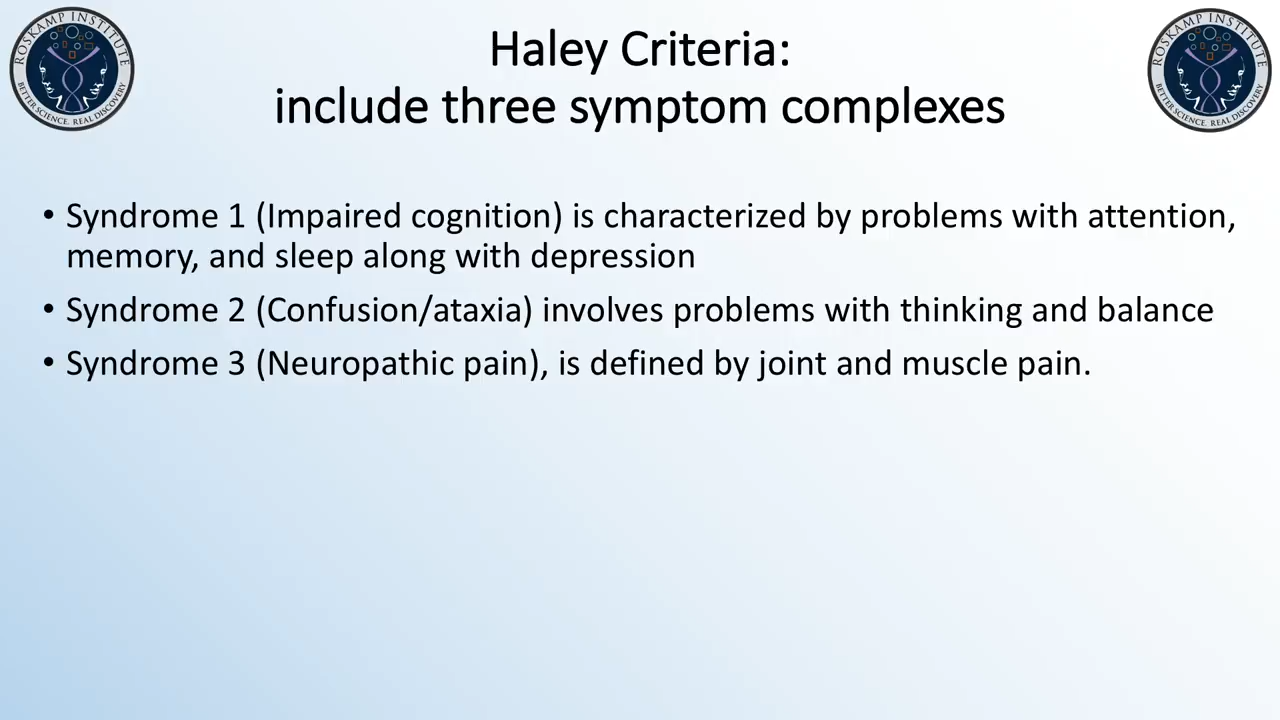 Haley Criteria:
include three symptom complexes
ROSKAMP INSTITUTE
BETTER SCIENCE. REAL DISCOVERY
ROSKAMP INSTITUTE
BETTER SCIENCE. REAL DISCOVERY
• Syndrome 1 (Impaired cognition) is characterized by problems with attention,
memory, and sleep along with depression
• Syndrome 2 (Confusion/ataxia) involves problems with thinking and balance
• Syndrome 3 (Neuropathic pain), is defined by joint and muscle pain.